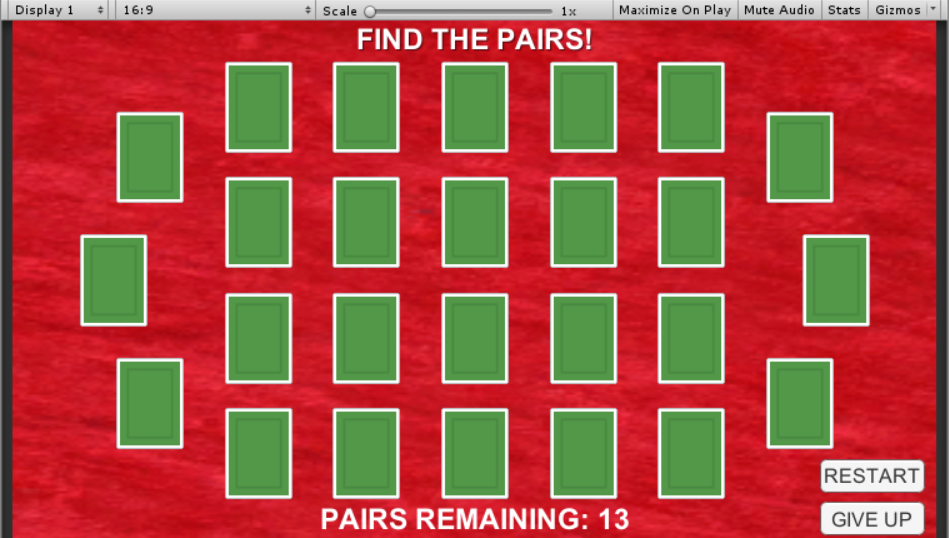 Display 1 16:9 Scale 1x Maximize On Play Mute Audio Stats Gizmos
FIND THE PAIRS!
RESTART
PAIRS REMAINING: 13
GIVE UP